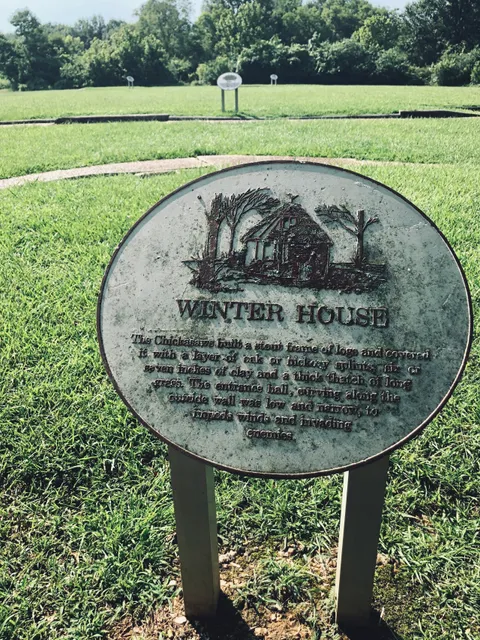 WINTER HOUSE
The Chickasaw built a stout frame of logs and covered
it with a layer of oak or hickory splints, six or
seven inches of clay and a thick thatch of long
grass. The entrance hall, curving along the
outside wall was low and narrow, to
impede winds and invading
enemies.